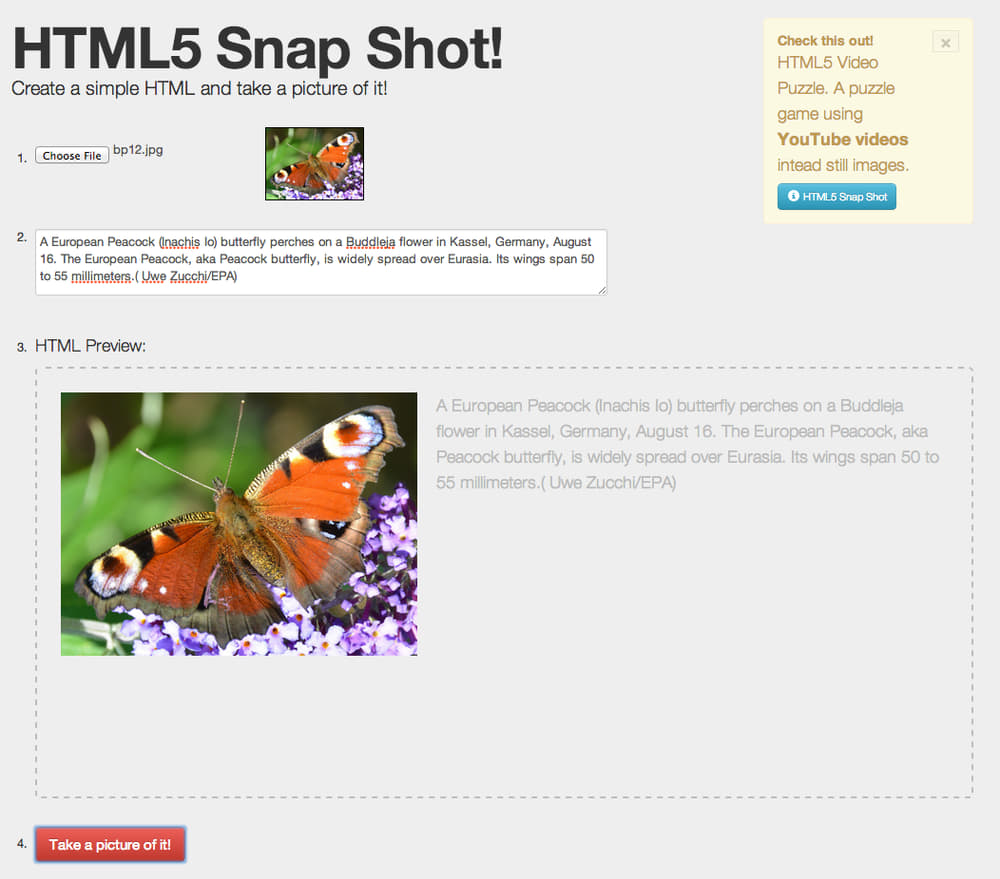 HTML5 Snap Shot!
Create a simple HTML and take a picture of it!
Check this out!
×
HTML5 Video
Puzzle. A puzzle
game using
YouTube videos
intead still images.
HTML5 Snap Shot
1. Choose File bp12.jpg
2. A European Peacock (Inachis Io) butterfly perches on a Buddleja flower in Kassel, Germany, August
16. The European Peacock, aka Peacock butterfly, is widely spread over Eurasia. Its wings span 50
to 55 millimeters.( Uwe Zucchi/EPA)
3. HTML Preview:
A European Peacock (Inachis Io) butterfly perches on a Buddleja
flower in Kassel, Germany, August 16. The European Peacock, aka
Peacock butterfly, is widely spread over Eurasia. Its wings span 50 to
55 millimeters.( Uwe Zucchi/EPA)
4. Take a picture of it!